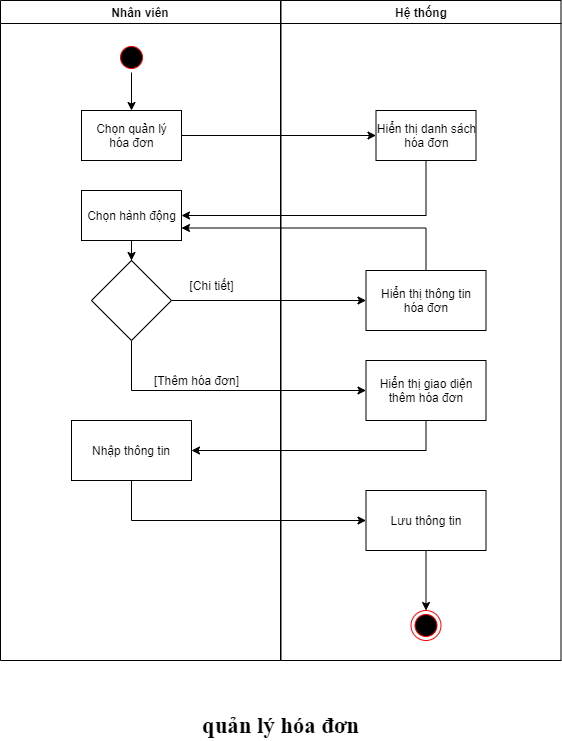 Nhân viên
Hệ thống
Chọn quản lý
hóa đơn
Hiển thị danh sách
hóa đơn
Chọn hành động
[Chi tiết]
Hiển thị thông tin
hóa đơn
[Thêm hóa đơn]
Hiển thị giao diện
thêm hóa đơn
Nhập thông tin
Lưu thông tin
quản lý hóa đơn